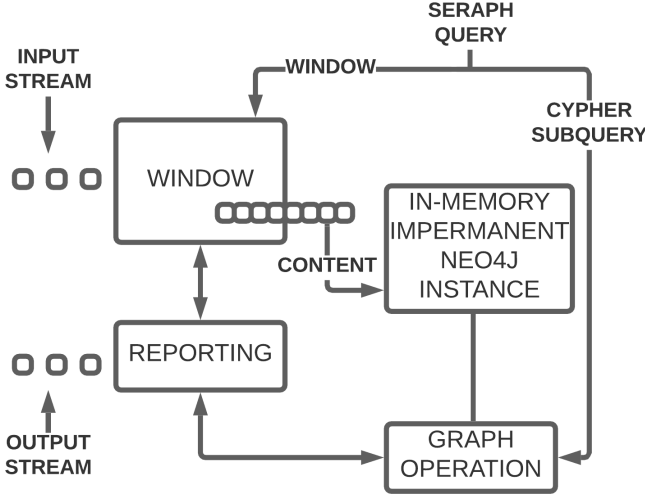 SERAPH
QUERY
INPUT
STREAM
WINDOW
CYPHER
SUBQUERY
WINDOW
IN-MEMORY
IMPERMANENT
NEO4J
INSTANCE
CONTENT
REPORTING
OUTPUT
STREAM
GRAPH
OPERATION